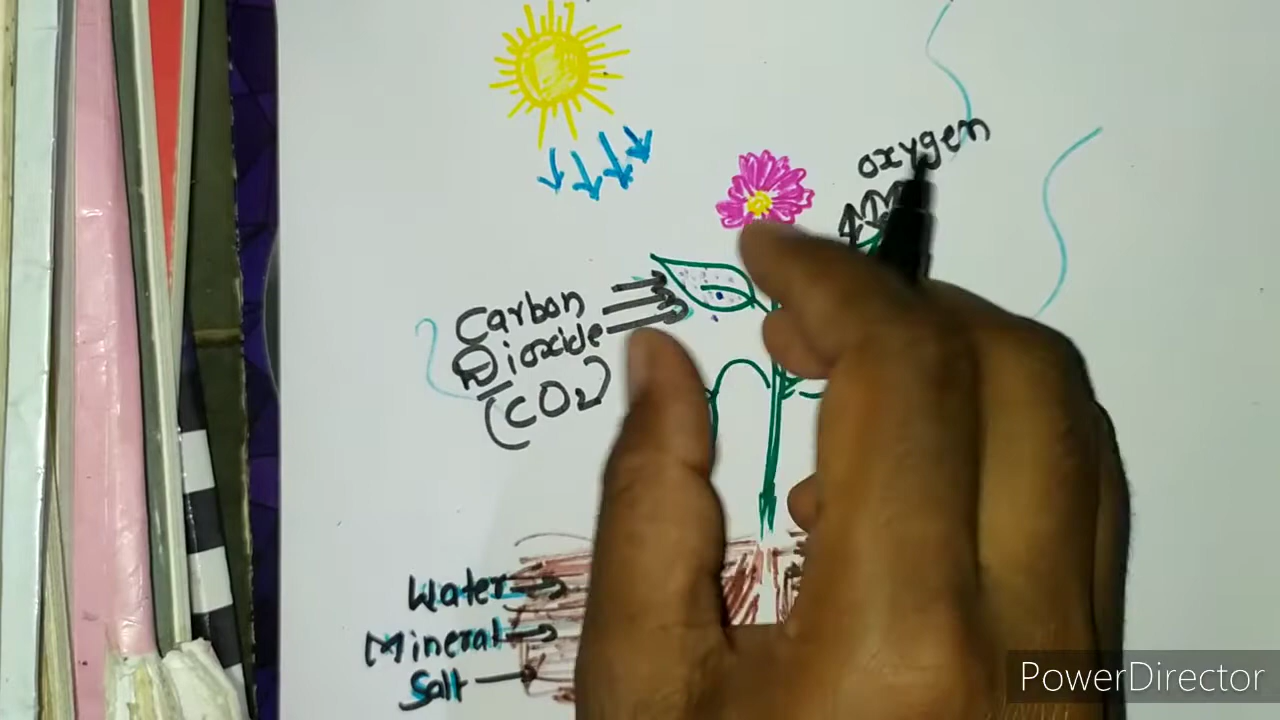 oxygen
Carbon
Dioxide
(CO2)
Water
Mineral
Salt
PowerDirector